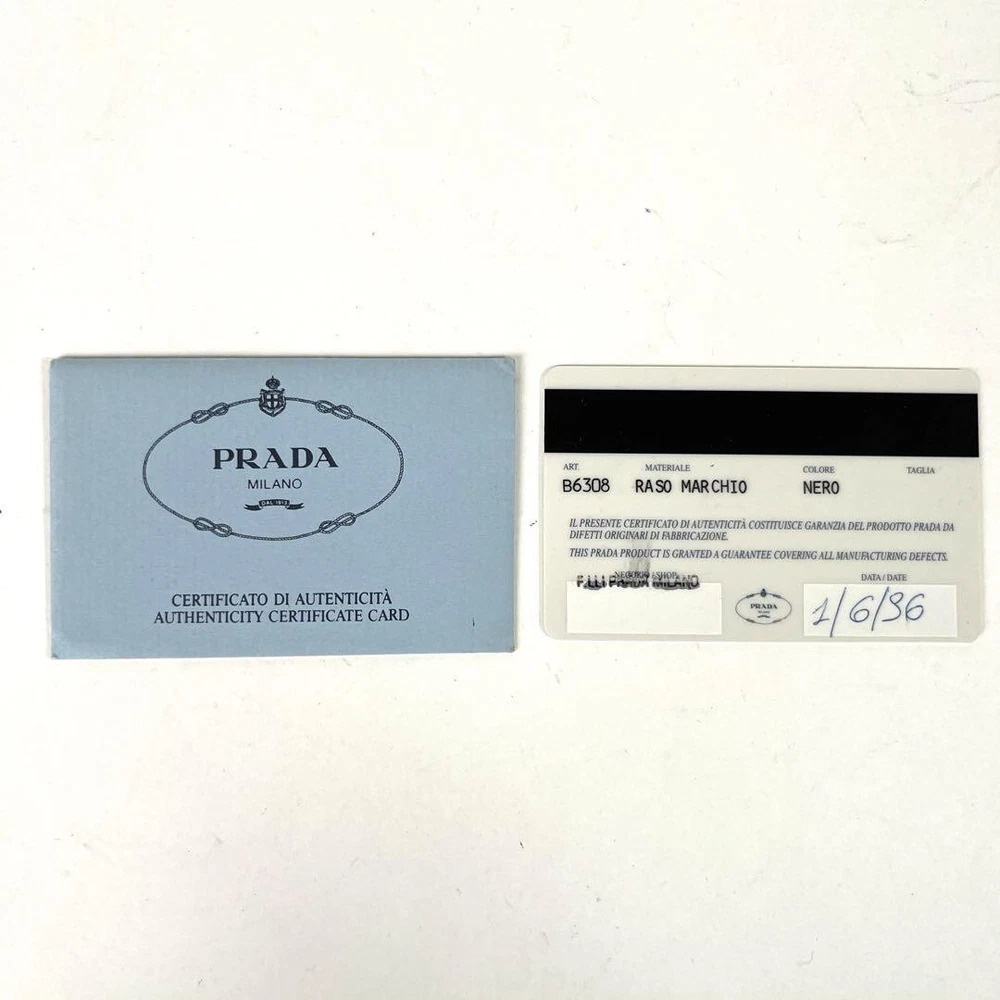 PRADA
MILANO
DAL 1913
CERTIFICATO DI AUTENTICITÀ
AUTHENTICITY CERTIFICATE CARD
ART. MATERIALE COLORE TAGLIA
B6308 RASO MARCHIO NERO
IL PRESENTE CERTIFICATO DI AUTENTICITÀ COSTITUISCE GARANZIA DEL PRODOTTO PRADA DA
DIFETTI ORIGINARI DI FABBRICAZIONE.
THIS PRADA PRODUCT IS GRANTED A GUARANTEE COVERING ALL MANUFACTURING DEFECTS.
NEGOZIO / SHOP DATA / DATE
F.LLI PRADA MILANO
PRADA
1/6/96